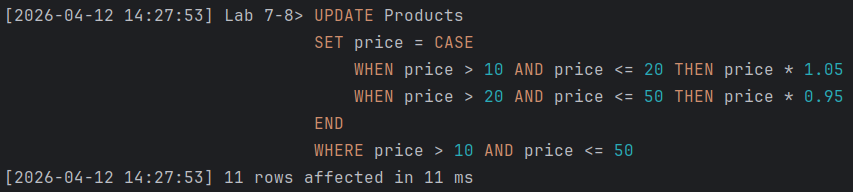 [2026-04-12 14:27:53] Lab 7-8> UPDATE Products
SET price = CASE
WHEN price > 10 AND price <= 20 THEN price * 1.05
WHEN price > 20 AND price <= 50 THEN price * 0.95
END
WHERE price > 10 AND price <= 50
[2026-04-12 14:27:53] 11 rows affected in 11 ms